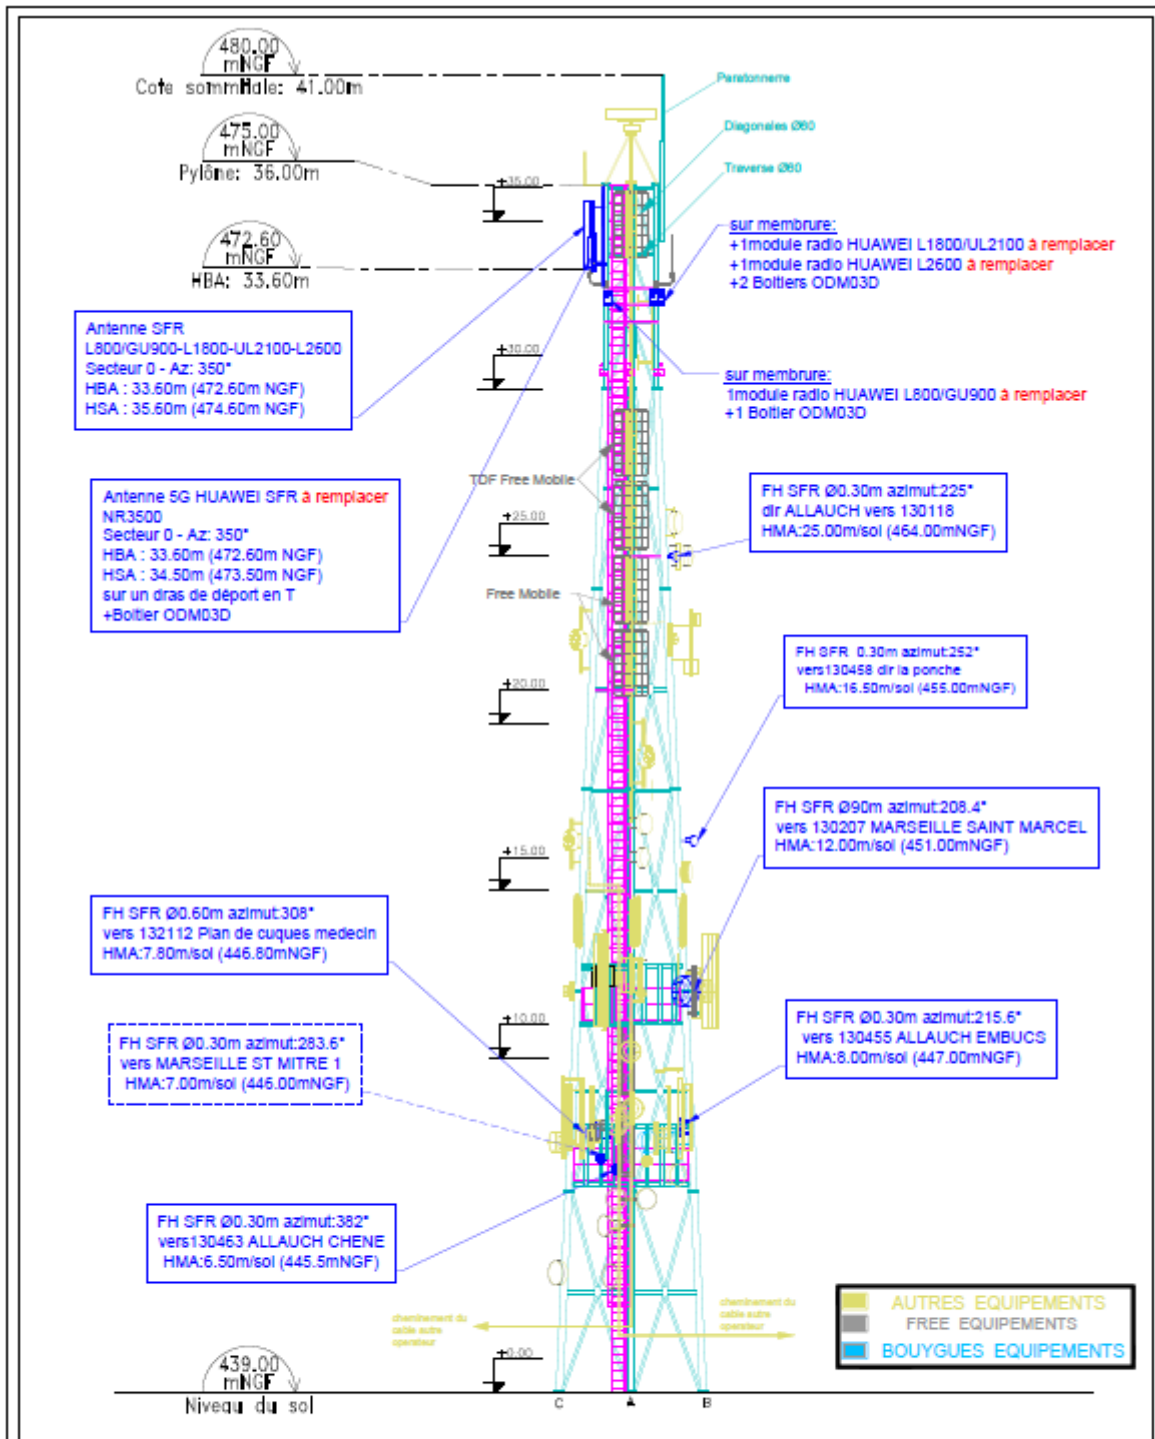 480.00
mNGF
Cote sommitale: 41.00m
475.00
mNGF
Pylône: 36.00m
472.60
mNGF
HBA: 33.60m
Paratonnerre
Diagonales Ø60
Traverse Ø60
+35.00
sur membrure:
+1module radio HUAWEI L1800/UL2100 à remplacer
+1module radio HUAWEI L2600 à remplacer
+2 Boitiers ODM03D
Antenne SFR
L800/GU900-L1800-UL2100-L2600
Secteur 0 - Az: 350°
HBA : 33.60m (472.60m NGF)
HSA : 35.60m (474.60m NGF)
+30.00
sur membrure:
1module radio HUAWEI L800/GU900 à remplacer
+1 Boitier ODM03D
TDF Free Mobile
Antenne 5G HUAWEI SFR à remplacer
NR3500
Secteur 0 - Az: 350°
HBA : 33.60m (472.60m NGF)
HSA : 34.50m (473.50m NGF)
sur un dras de déport en T
+Boitier ODM03D
FH SFR Ø0.30m azimut:225°
dir ALLAUCH vers 130118
HMA:25.00m/sol (464.00mNGF)
+25.00
Free Mobile
FH SFR 0.30m azimut:252°
vers130458 dir la ponche
HMA:16.50m/sol (455.00mNGF)
+20.00
FH SFR Ø90m azimut:208.4°
vers 130207 MARSEILLE SAINT MARCEL
HMA:12.00m/sol (451.00mNGF)
+15.00
FH SFR Ø0.60m azimut:308°
vers 132112 Plan de cuques medecin
HMA:7.80m/sol (446.80mNGF)
+10.00
FH SFR Ø0.30m azimut:215.6°
vers 130455 ALLAUCH EMBUCS
HMA:8.00m/sol (447.00mNGF)
FH SFR Ø0.30m azimut:283.6°
vers MARSEILLE ST MITRE 1
HMA:7.00m/sol (446.00mNGF)
FH SFR Ø0.30m azimut:382°
vers130463 ALLAUCH CHENE
HMA:6.50m/sol (445.5mNGF)
cheminement du
cable autre
operateur
cheminement du
cable autre
operateur
AUTRES EQUIPEMENTS
FREE EQUIPEMENTS
BOUYGUES EQUIPEMENTS
+0.00
439.00
mNGF
Niveau du sol
C
A
B